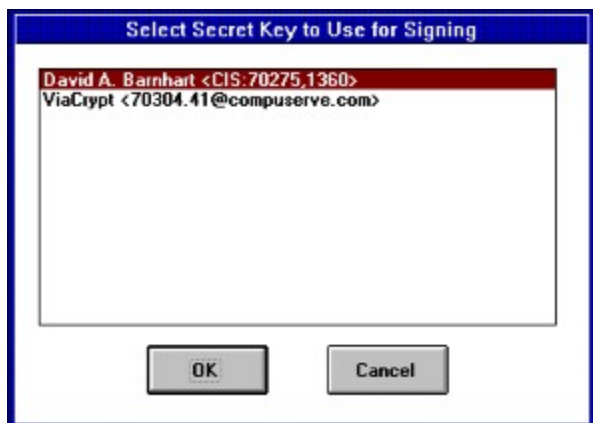 Select Secret Key to Use for Signing
David A. Barnhart <CIS:70275,1360>
ViaCrypt <70304.41@compuserve.com>
OK Cancel